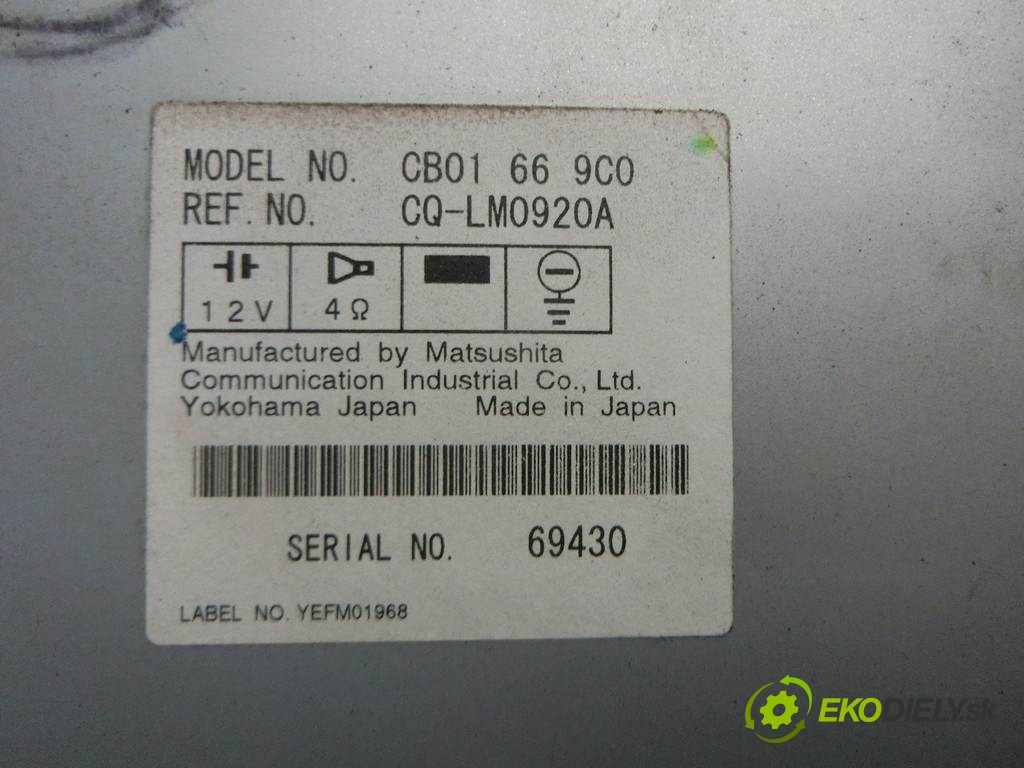 MODEL NO. CB01 66 9C0
REF. NO. CQ-LM0920A
12V 4Ω
Manufactured by Matsushita
Communication Industrial Co., Ltd.
Yokohama Japan Made in Japan
SERIAL NO. 69430
LABEL NO. YEFM01968
EKODIELY.sk